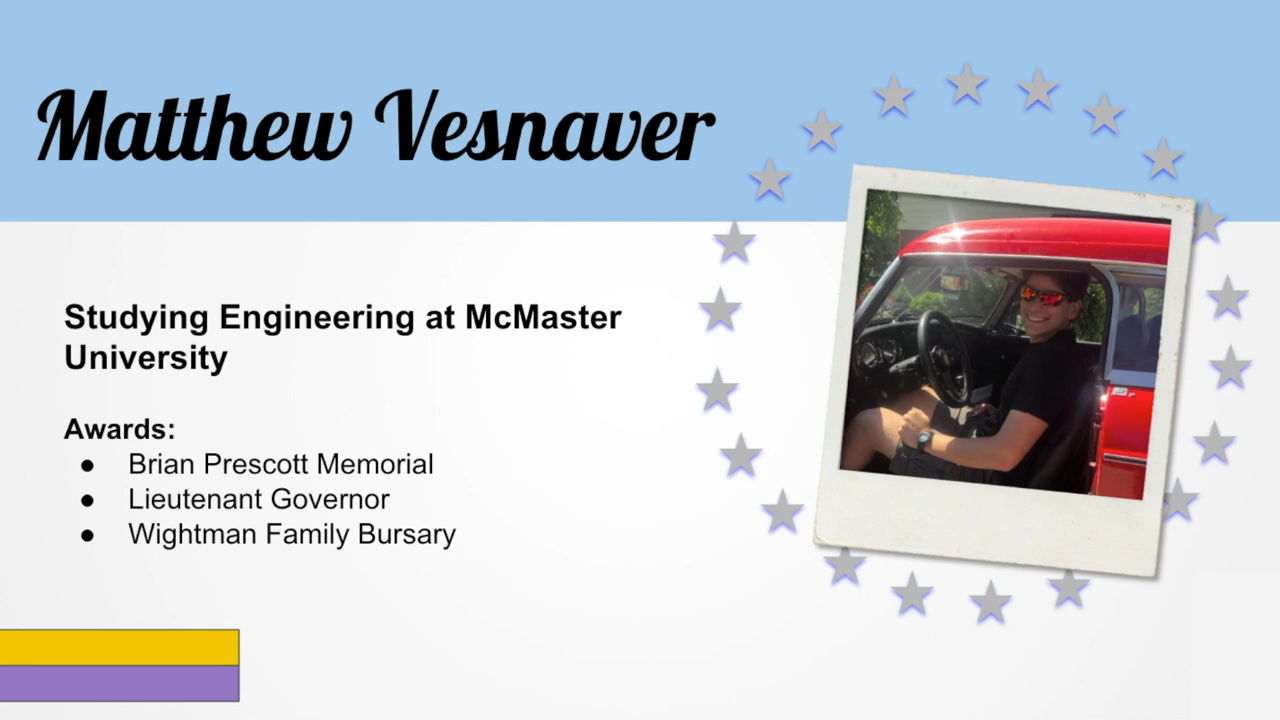 Matthew Vesnaver
Studying Engineering at McMaster
University
Awards:
● Brian Prescott Memorial
● Lieutenant Governor
● Wightman Family Bursary